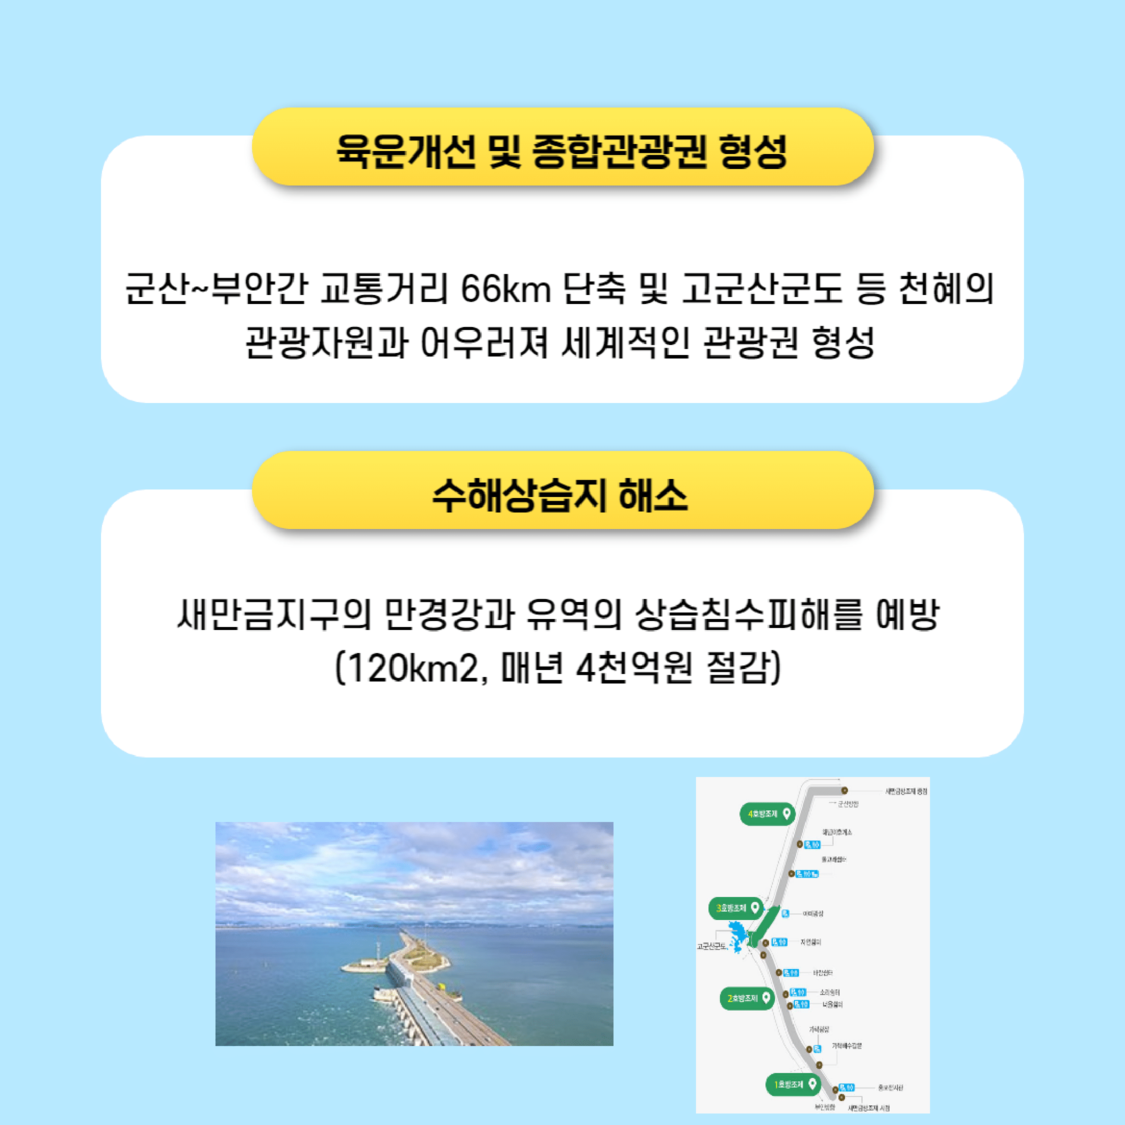 육운개선 및 종합관광권 형성
군산~부안간 교통거리 66km 단축 및 고군산군도 등 천혜의
관광자원과 어우러져 세계적인 관광권 형성
수해상습지 해소
새만금지구의 만경강과 유역의 상습침수피해를 예방
(120km2, 매년 4천억원 절감)
새만금방조제 종점
군산방향
4호방조제
3호방조제
고군산군도
2호방조제
1호방조제
부안방향
새만금방조제 시점